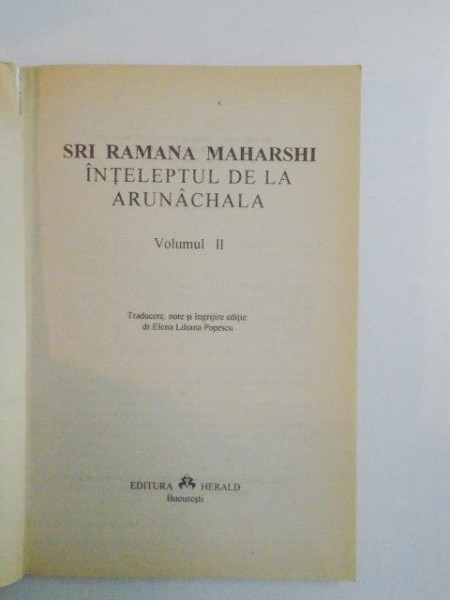 SRI RAMANA MAHARSHI
ÎNȚELEPTUL DE LA
ARUNÂCHALA
Volumul II
Traducere, note și îngrijire ediție
dr.Elena Liliana Popescu
EDITURA HERALD
București